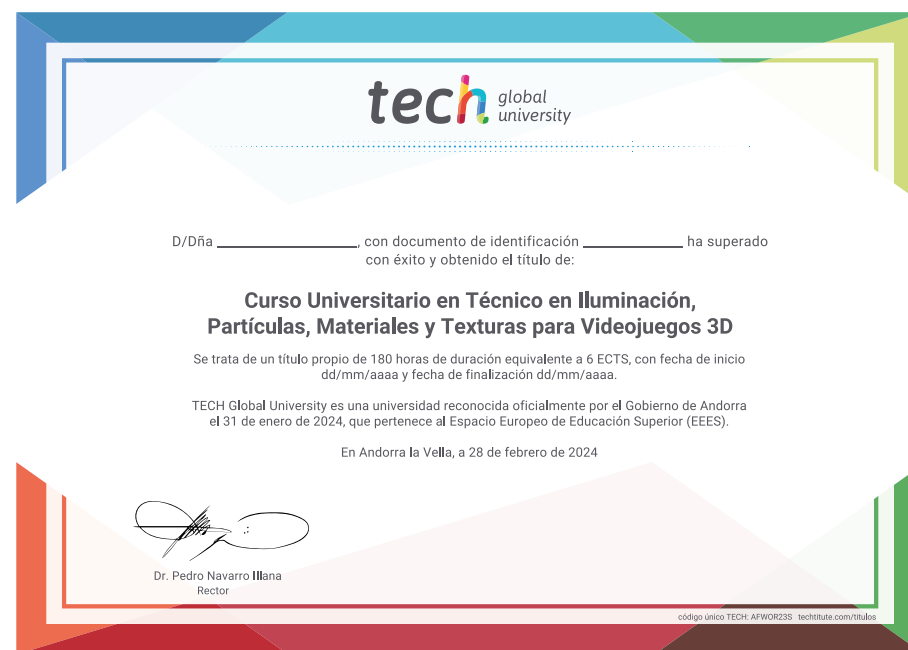 tech global
university
D/Dña ____________, con documento de identificación ____________ ha superado
con éxito y obtenido el título de:
Curso Universitario en Técnico en Iluminación,
Partículas, Materiales y Texturas para Videojuegos 3D
Se trata de un título propio de 180 horas de duración equivalente a 6 ECTS, con fecha de inicio
dd/mm/aaaa y fecha de finalización dd/mm/aaaa.
TECH Global University es una universidad reconocida oficialmente por el Gobierno de Andorra
el 31 de enero de 2024, que pertenece al Espacio Europeo de Educación Superior (EEES).
En Andorra la Vella, a 28 de febrero de 2024
Dr. Pedro Navarro Illana
Rector
código único TECH: AFWOR23S techtitute.com/titulos